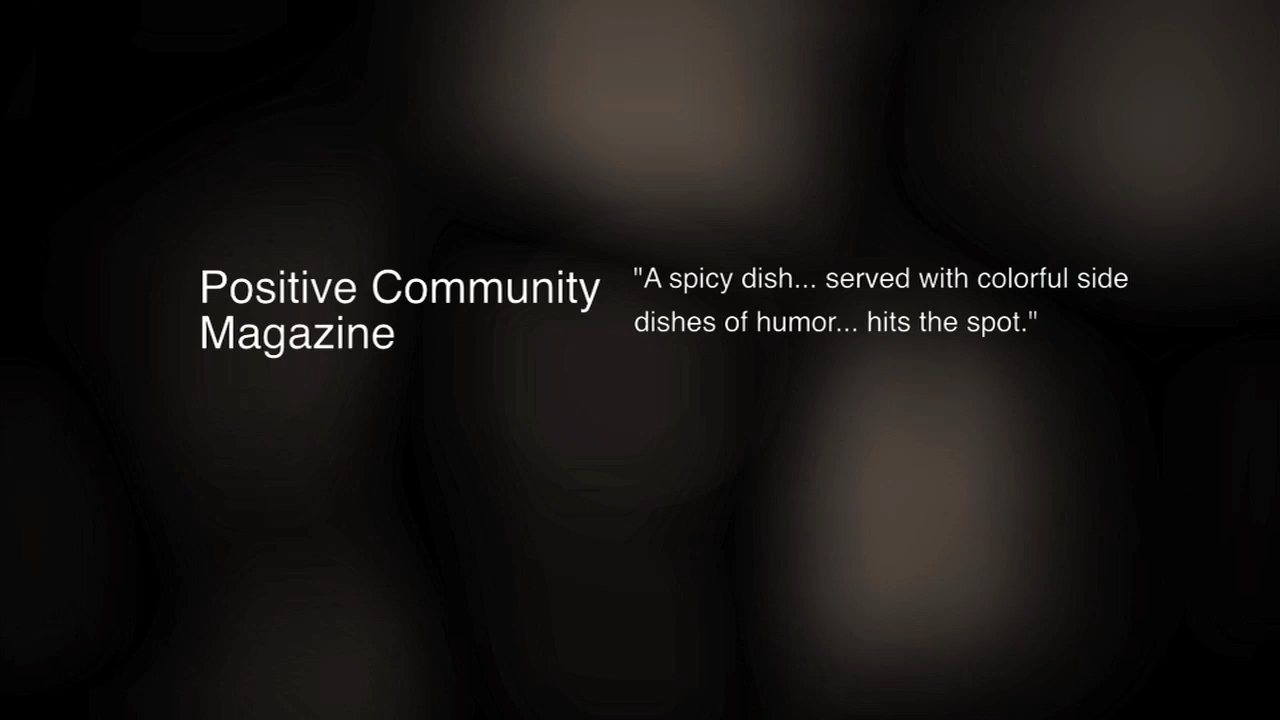 Positive Community
Magazine
"A spicy dish... served with colorful side
dishes of humor... hits the spot."